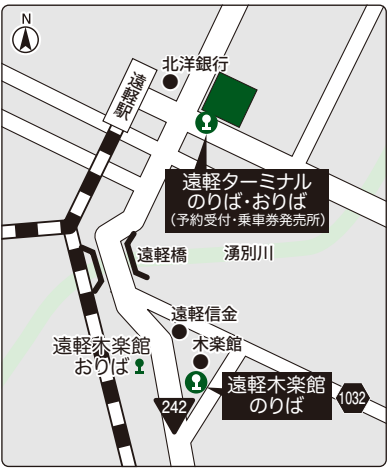 N
北洋銀行
遠軽駅
遠軽ターミナル
のりば・おりば
(予約受付・乗車券発売所)
遠軽橋
湧別川
遠軽信金
木楽館
遠軽木楽館
おりば
遠軽木楽館
のりば
242
1032